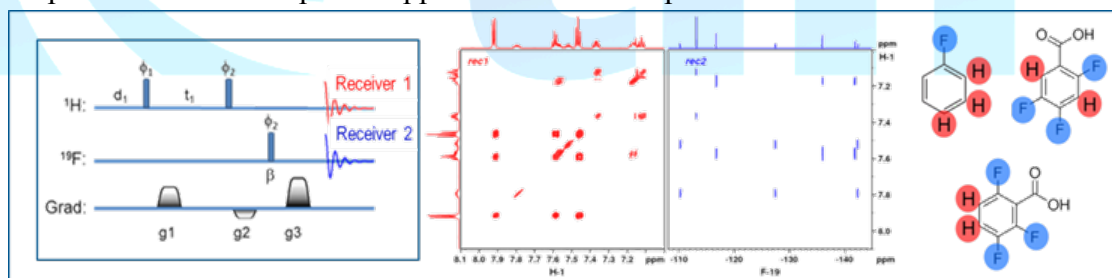 ϕ1 ϕ2
Receiver 1
¹H: d1 t1
ϕ2
Receiver 2
¹⁹F:
β
Grad:
g1 g2 g3
rec1
8.1 8.0 7.9 7.8 7.7 7.6 7.5 7.4 7.3 7.2 ppm
H-1
rec2
ppm
H-1
7.2
7.4
7.6
7.8
8.0
ppm
-110 -120 -130 -140 ppm
F-19
F
H
H
H
O
OH
H
F
F
H
F
F
O
H
OH
H
F
F